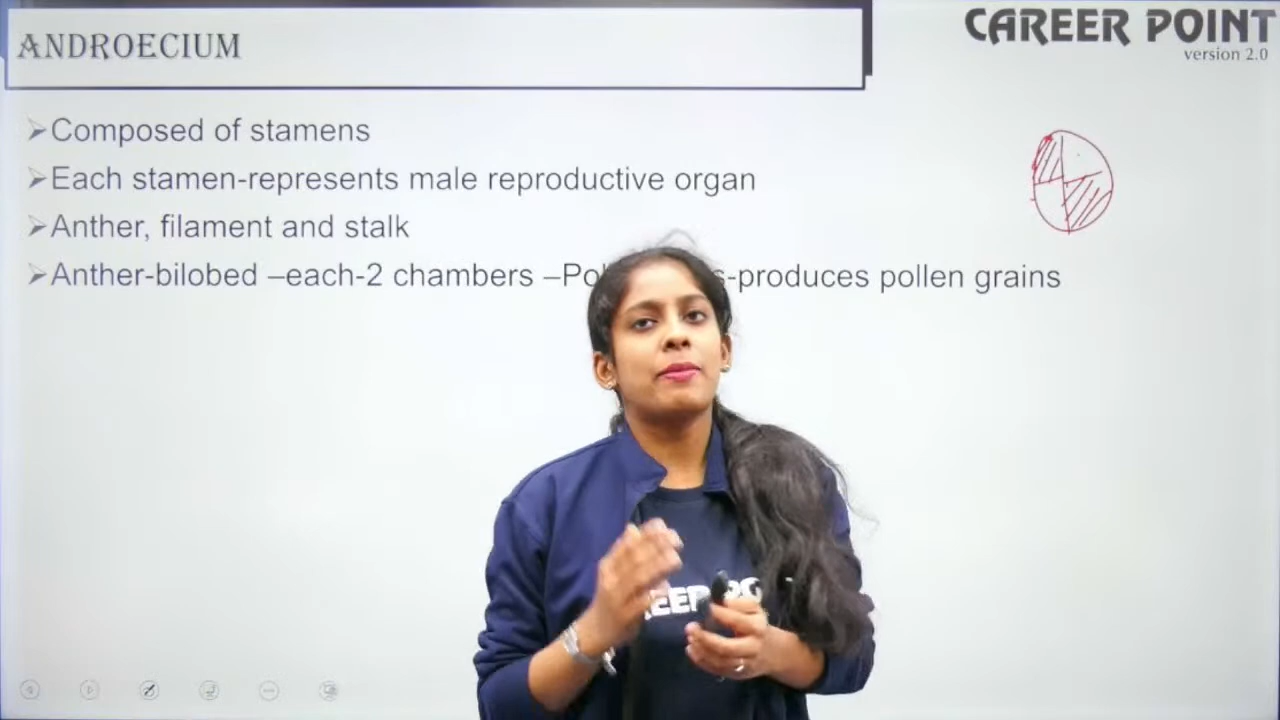 ANDROECIUM
CAREER POINT
version 2.0
➢Composed of stamens
➢Each stamen-represents male reproductive organ
➢Anther, filament and stalk
➢Anther-bilobed –each-2 chambers – -produces pollen grains